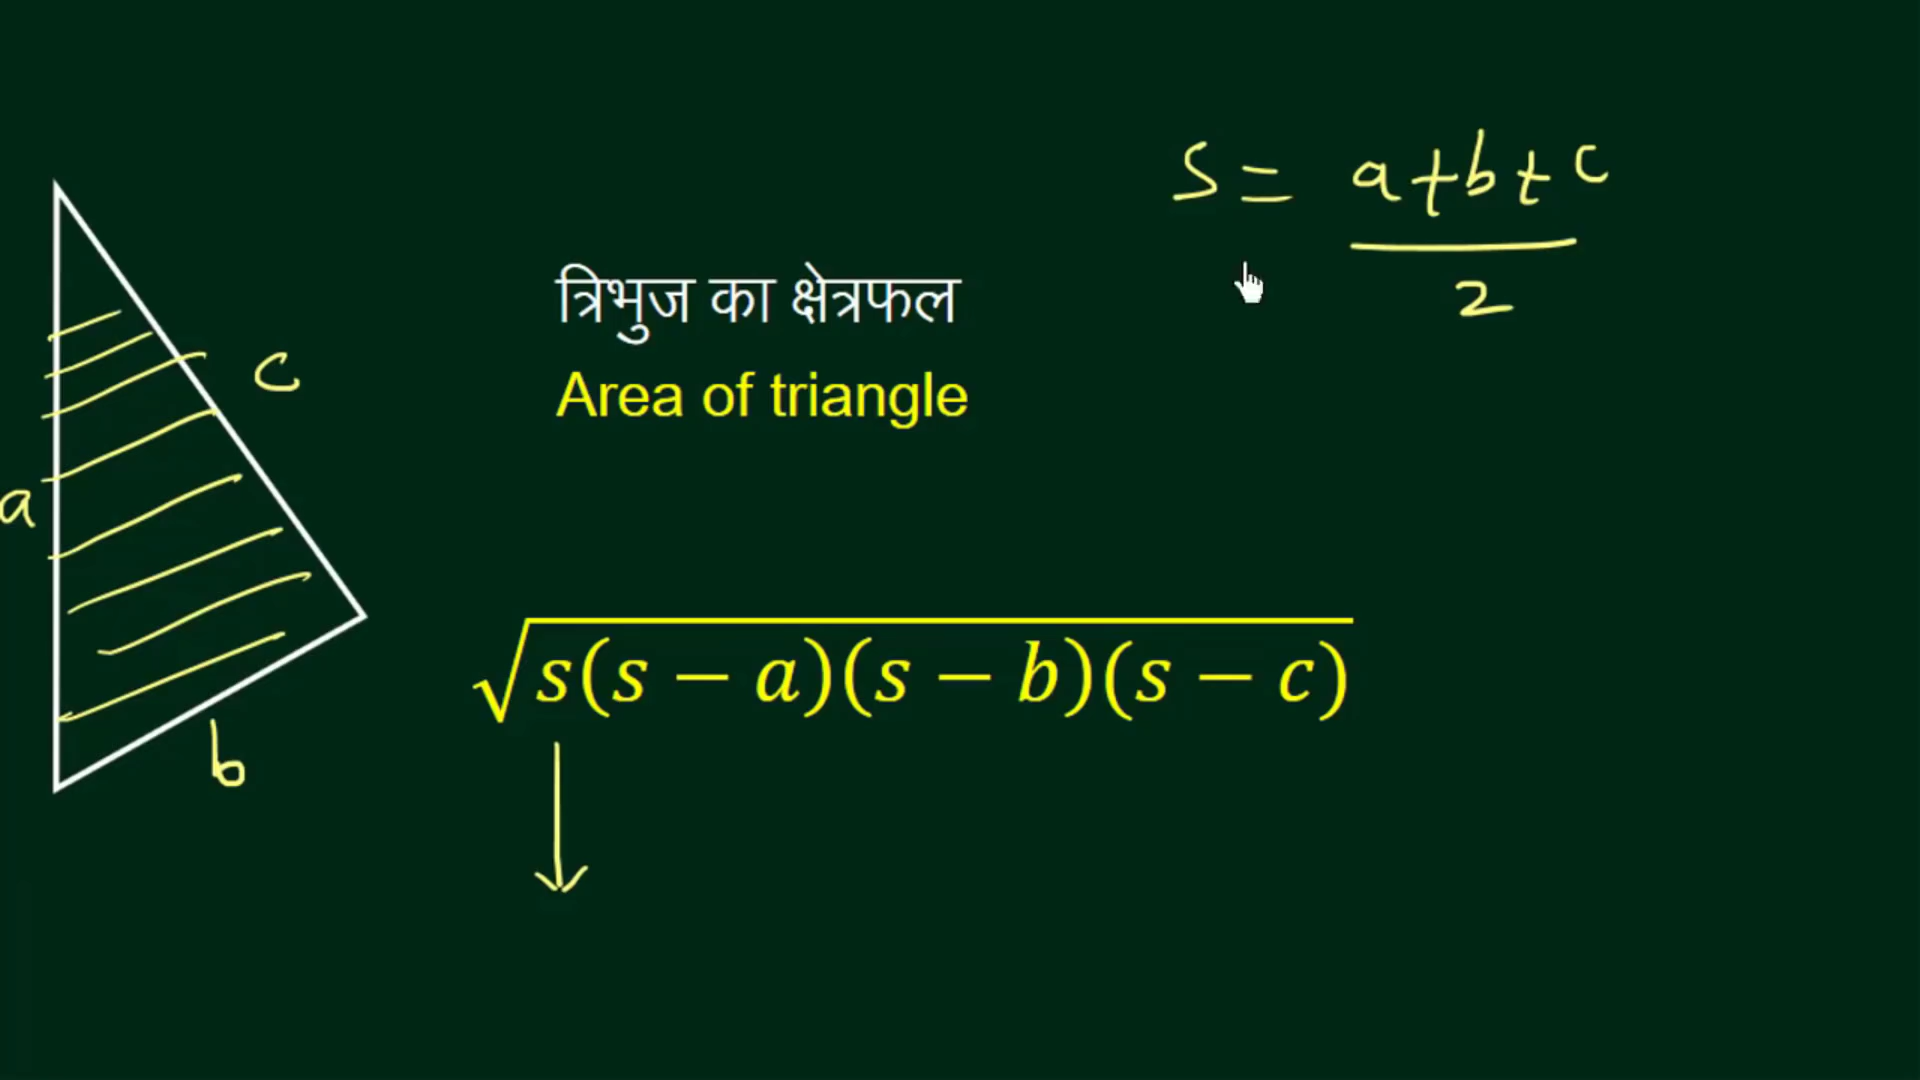 s = a+b+c
2
त्रिभुज का क्षेत्रफल
Area of triangle
c
a
√s(s − a)(s − b)(s − c)
b